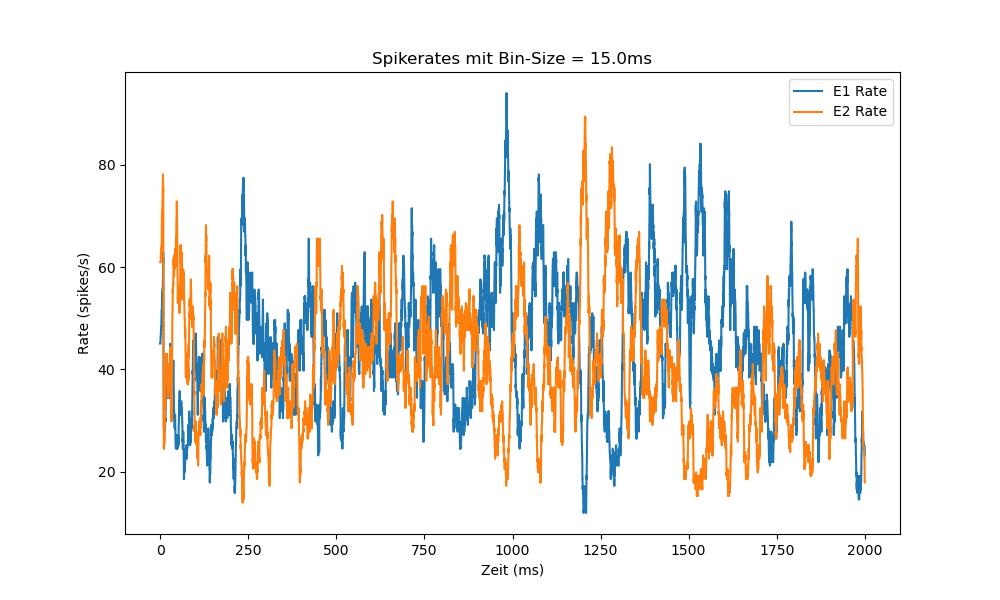 Spikerates mit Bin-Size = 15.0ms
E1 Rate
E2 Rate
Rate (spikes/s)
80
60
40
20
0
250
500
750
1000
1250
1500
1750
2000
Zeit (ms)